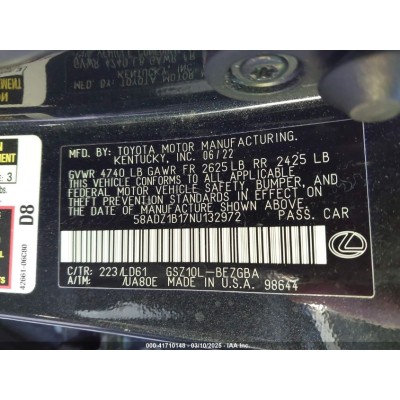 MFD. BY: TOYOTA MOTOR MANUFACTURING,
KENTUCKY, INC. 06/22
GVWR 4740 LB GAWR FR 2625 LB RR 2425 LB
THIS VEHICLE CONFORMS TO ALL APPLICABLE
FEDERAL MOTOR VEHICLE SAFETY, BUMPER, AND
THEFT PREVENTION STANDARDS IN EFFECT ON
THE DATE OF MANUFACTURE SHOWN ABOVE.
58ADZ1B17NU132972 PASS. CAR
C/TR: 223/LD61 GSZ10L-BEZGBA
A/TM: /UA80E MADE IN U.S.A. 98644
3
D8
42661-06C80
000-41710148 - 03/10/2025 - IAA Inc.